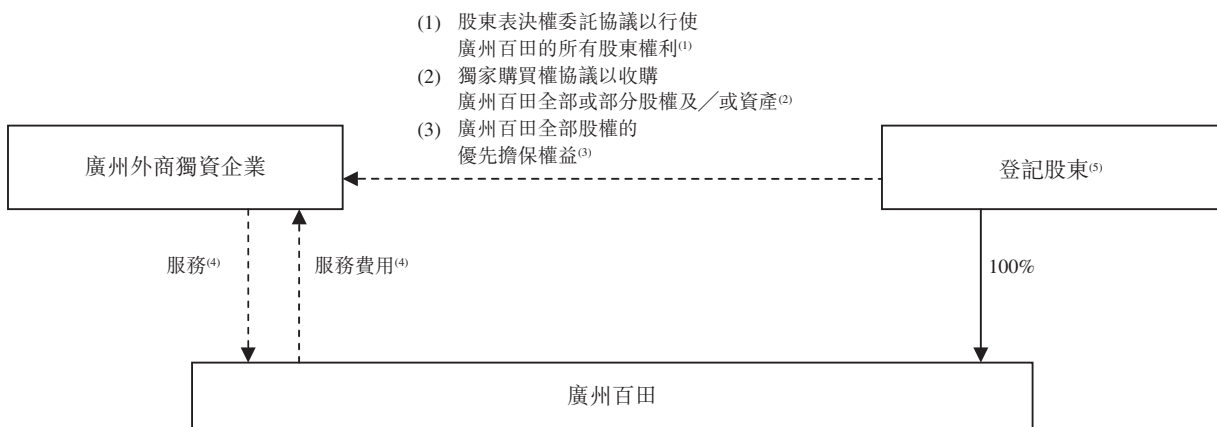 (1) 股東表決權委託協議以行使
廣州百田的所有股東權利(1)
(2) 獨家購買權協議以收購
廣州百田全部或部分股權及／或資產(2)
(3) 廣州百田全部股權的
優先擔保權益(3)
廣州外商獨資企業
登記股東(5)
服務(4)
服務費用(4)
100%
廣州百田